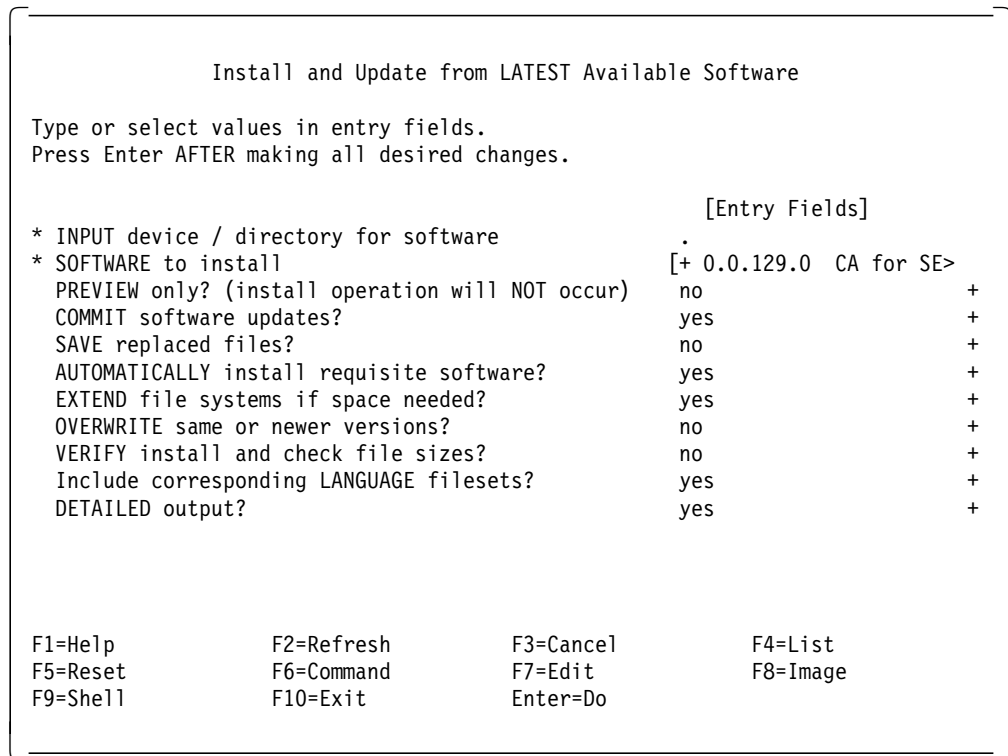 Install and Update from LATEST Available Software
Type or select values in entry fields.
Press Enter AFTER making all desired changes.
[Entry Fields]
* INPUT device / directory for software .
* SOFTWARE to install [+ 0.0.129.0 CA for SE>
PREVIEW only? (install operation will NOT occur) no +
COMMIT software updates? yes +
SAVE replaced files? no +
AUTOMATICALLY install requisite software? yes +
EXTEND file systems if space needed? yes +
OVERWRITE same or newer versions? no +
VERIFY install and check file sizes? no +
Include corresponding LANGUAGE filesets? yes +
DETAILED output? yes +
F1=Help F2=Refresh F3=Cancel F4=List
F5=Reset F6=Command F7=Edit F8=Image
F9=Shell F10=Exit Enter=Do